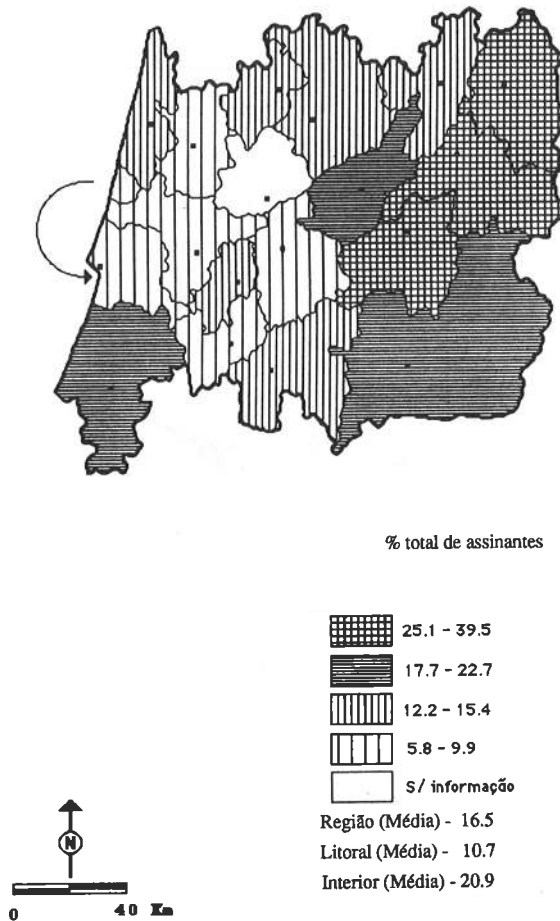 % total de assinantes
25.1 - 39.5
17.7 - 22.7
12.2 - 15.4
5.8 - 9.9
S/ informação
Região (Média) - 16.5
Litoral (Média) - 10.7
Interior (Média) - 20.9
N
0 40 Km